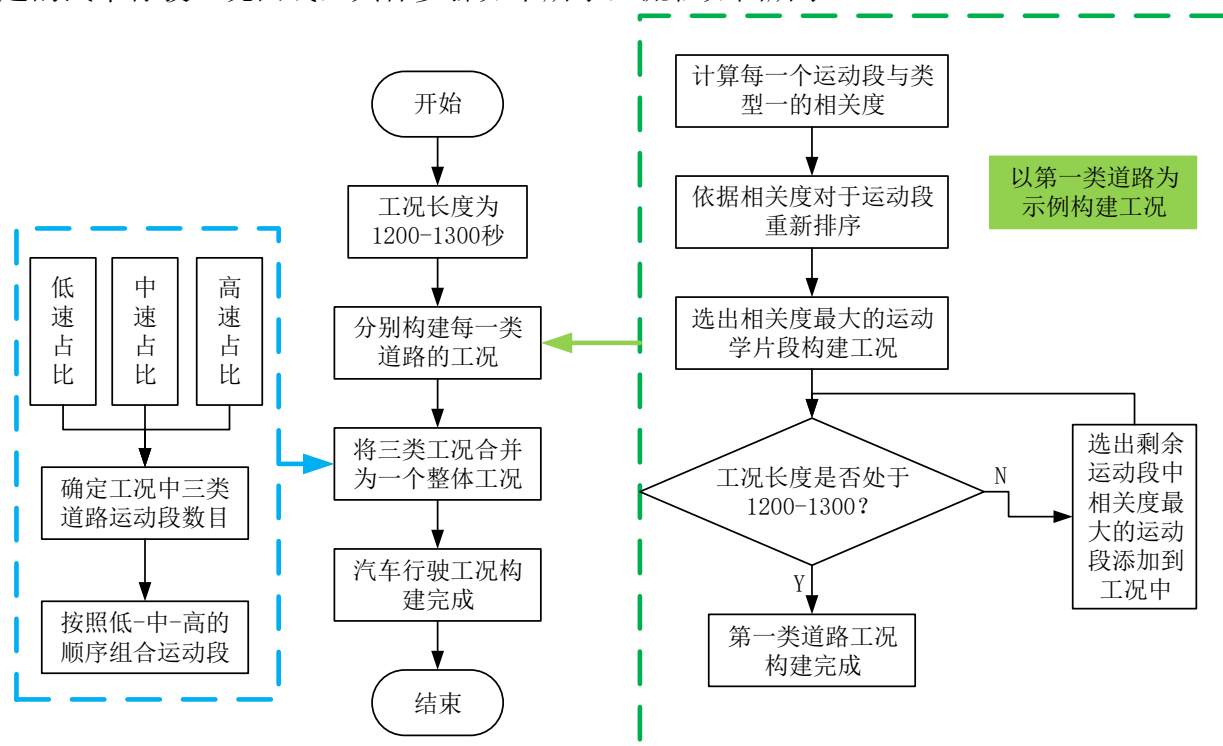 开始
工况长度为
1200-1300秒
分别构建每一类
道路的工况
将三类工况合并
为一个整体工况
汽车行驶工况构
建完成
结束
低速占比
中速占比
高速占比
确定工况中三类
道路运动段数目
按照低-中-高的
顺序组合运动段
计算每一个运动段与类
型一的相关度
依据相关度对于运动段
重新排序
选出相关度最大的运动
学片段构建工况
工况长度是否处于
1200-1300？
N
选出剩余
运动段中
相关度最
大的运动
段添加到
工况中
Y
第一类道路工况
构建完成
以第一类道路为
示例构建工况